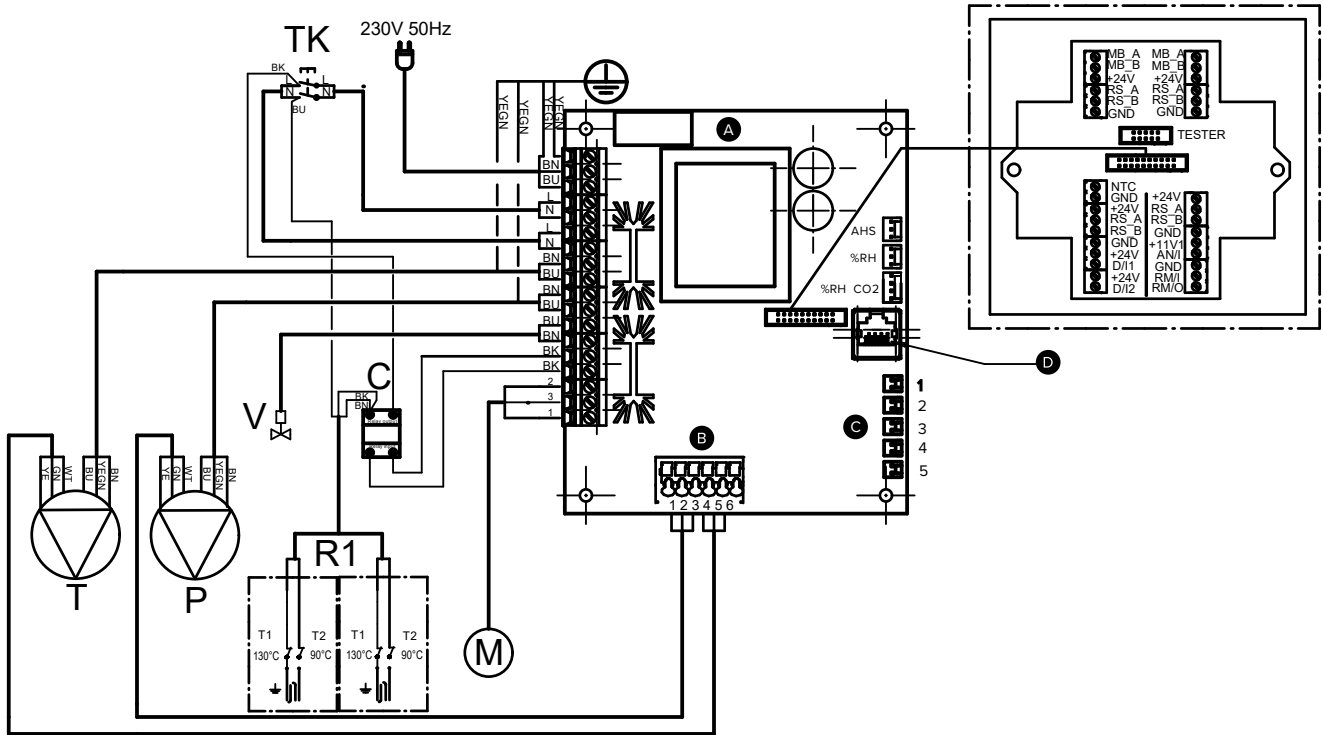 TK
230V 50Hz
BK
L L
N N
BU
YEGN
YEGN
YEGN
YEGN
A
BN
BU
L
N
L
N
BN
BU
BN
BU
BU
BN
BK
BK
2
3
1
AHS
%RH
%RH CO2
D
1
2
3
4
5
C
B
1 2 3 4 5 6
MB_A MB_A
MB_B MB_B
+24V +24V
RS_A RS_A
RS_B RS_B
GND GND
TESTER
NTC
GND
+24V
RS_A
RS_B
GND
+24V
D/I1
+24V
D/I2
+24V
RS_A
RS_B
GND
+11V1
AN/I
GND
RM/I
RM/O
V
C
BK
BN
YE
GN
WT
BU
YEGN
BN
T
YE
GN
WT
BU
YEGN
BN
P
R1
T1 T2
130°C 90°C
T1 T2
130°C 90°C
M